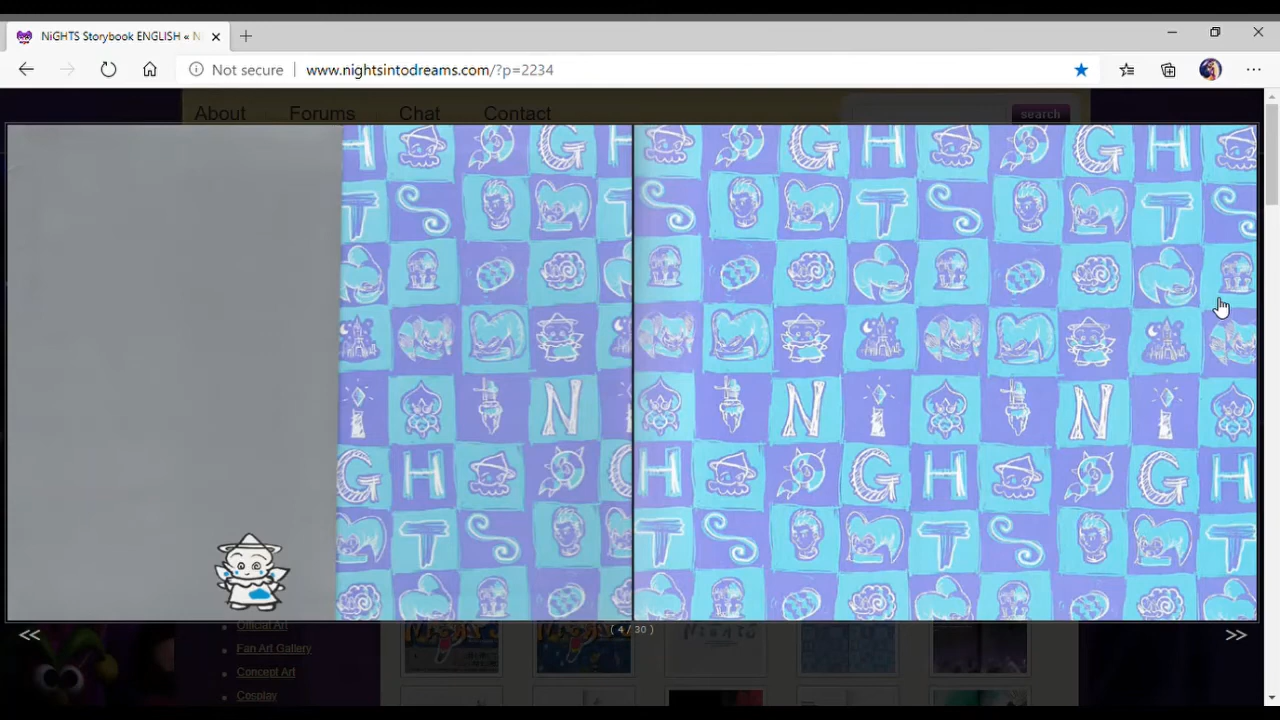 NiGHTS Storybook ENGLISH « N
Not secure
www.nightsintodreams.com/?p=2234
About Forums Chat Contact
search
H G H G H
T S T S T
N i N i
G H G H G H
T S T S T
( 4 / 30 )
<< >>
Official Art
Fan Art Gallery
Concept Art
Cosplay